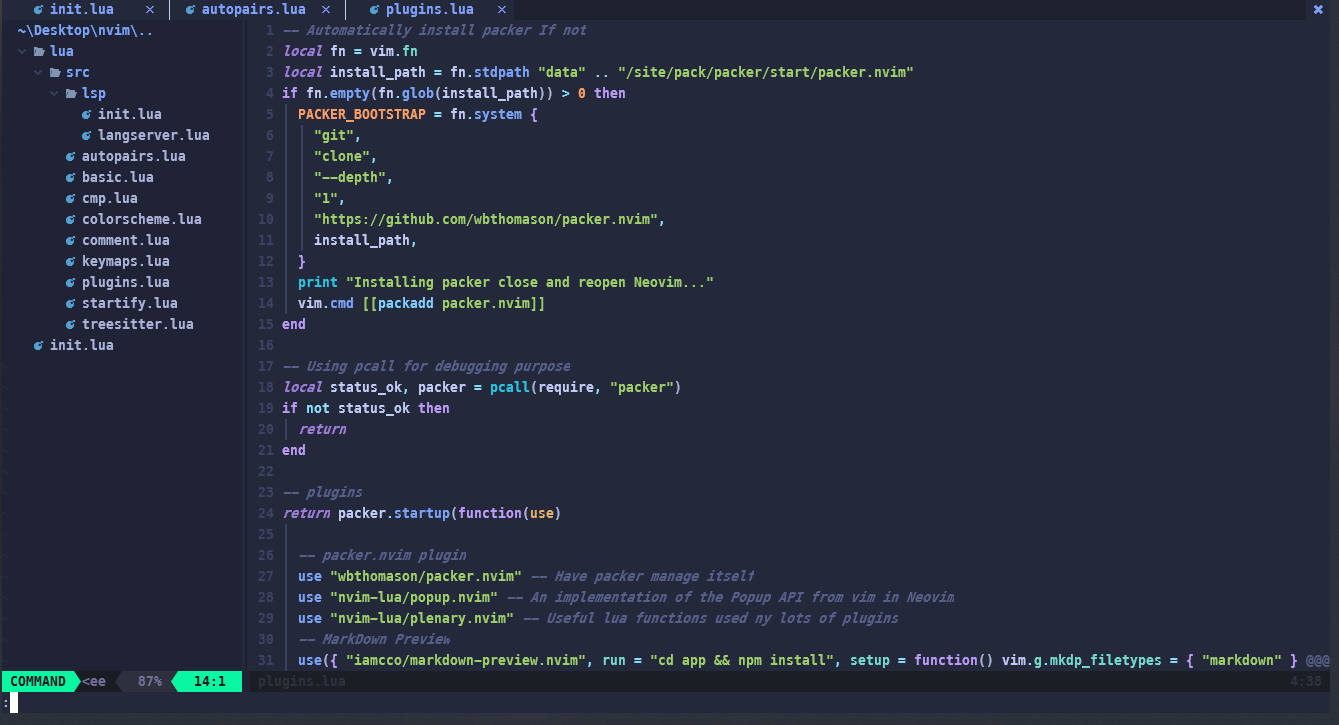 init.lua × autopairs.lua × plugins.lua ×
~\Desktop\nvim\..
lua
src
lsp
init.lua
langserver.lua
autopairs.lua
basic.lua
cmp.lua
colorscheme.lua
comment.lua
keymaps.lua
plugins.lua
startify.lua
treesitter.lua
init.lua
1 -- Automatically install packer If not
2 local fn = vim.fn
3 local install_path = fn.stdpath "data" .. "/site/pack/packer/start/packer.nvim"
4 if fn.empty(fn.glob(install_path)) > 0 then
5 PACKER_BOOTSTRAP = fn.system {
6 "git",
7 "clone",
8 "--depth",
9 "1",
10 "https://github.com/wbthomason/packer.nvim",
11 install_path,
12 }
13 print "Installing packer close and reopen Neovim..."
14 vim.cmd [[packadd packer.nvim]]
15 end
16
17 -- Using pcall for debugging purpose
18 local status_ok, packer = pcall(require, "packer")
19 if not status_ok then
20 return
21 end
22
23 -- plugins
24 return packer.startup(function(use)
25
26 -- packer.nvim plugin
27 use "wbthomason/packer.nvim" -- Have packer manage itself
28 use "nvim-lua/popup.nvim" -- An implementation of the Popup API from vim in Neovim
29 use "nvim-lua/plenary.nvim" -- Useful lua functions used ny lots of plugins
30 -- MarkDown Preview
31 use({ "iamcco/markdown-preview.nvim", run = "cd app && npm install", setup = function() vim.g.mkdp_filetypes = { "markdown" } @@@
COMMAND <ee 87% 14:1 plugins.lua 4:38
: